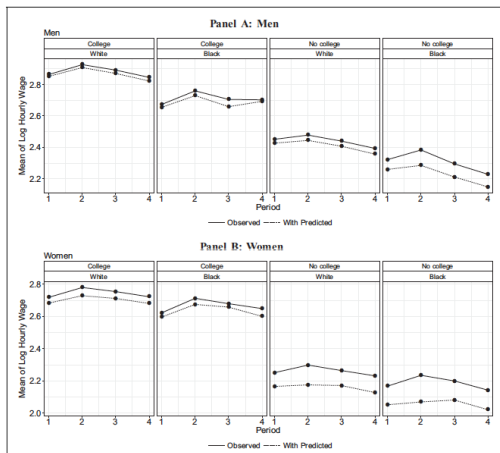 Panel A: Men
Men
College College No college No college
White Black White Black
Mean of Log Hourly Wage
2.8
2.6
2.4
2.2
1 2 3 4 1 2 3 4 1 2 3 4 1 2 3 4
Period
Observed With Predicted
Panel B: Women
Women
College College No college No college
White Black White Black
Mean of Log Hourly Wage
2.8
2.6
2.4
2.2
2.0
1 2 3 4 1 2 3 4 1 2 3 4 1 2 3 4
Period
Observed With Predicted